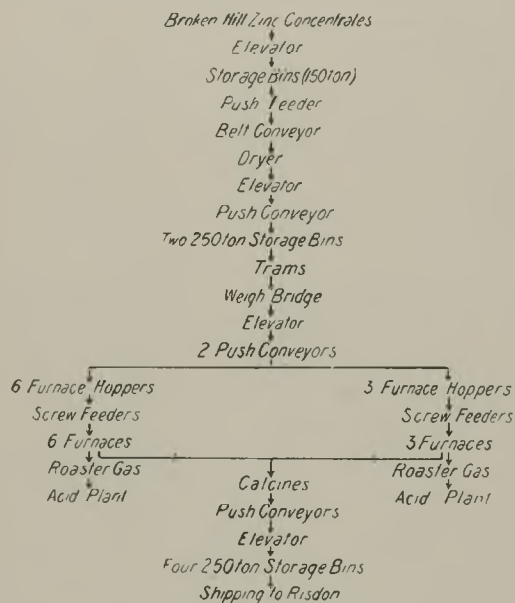 Broken Hill Zinc Concentrates
Elevator
Storage Bins (150 ton)
Push Feeder
Belt Conveyor
Dryer
Elevator
Push Conveyor
Two 250 ton Storage Bins
Trams
Weigh Bridge
Elevator
2 Push Conveyors
6 Furnace Hoppers
3 Furnace Hoppers
Screw Feeders
Screw Feeders
6 Furnaces
3 Furnaces
Roaster Gas
Roaster Gas
Acid Plant
Acid Plant
Calcines
Push Conveyors
Elevator
Four 250 ton Storage Bins
Shipping to Risdon